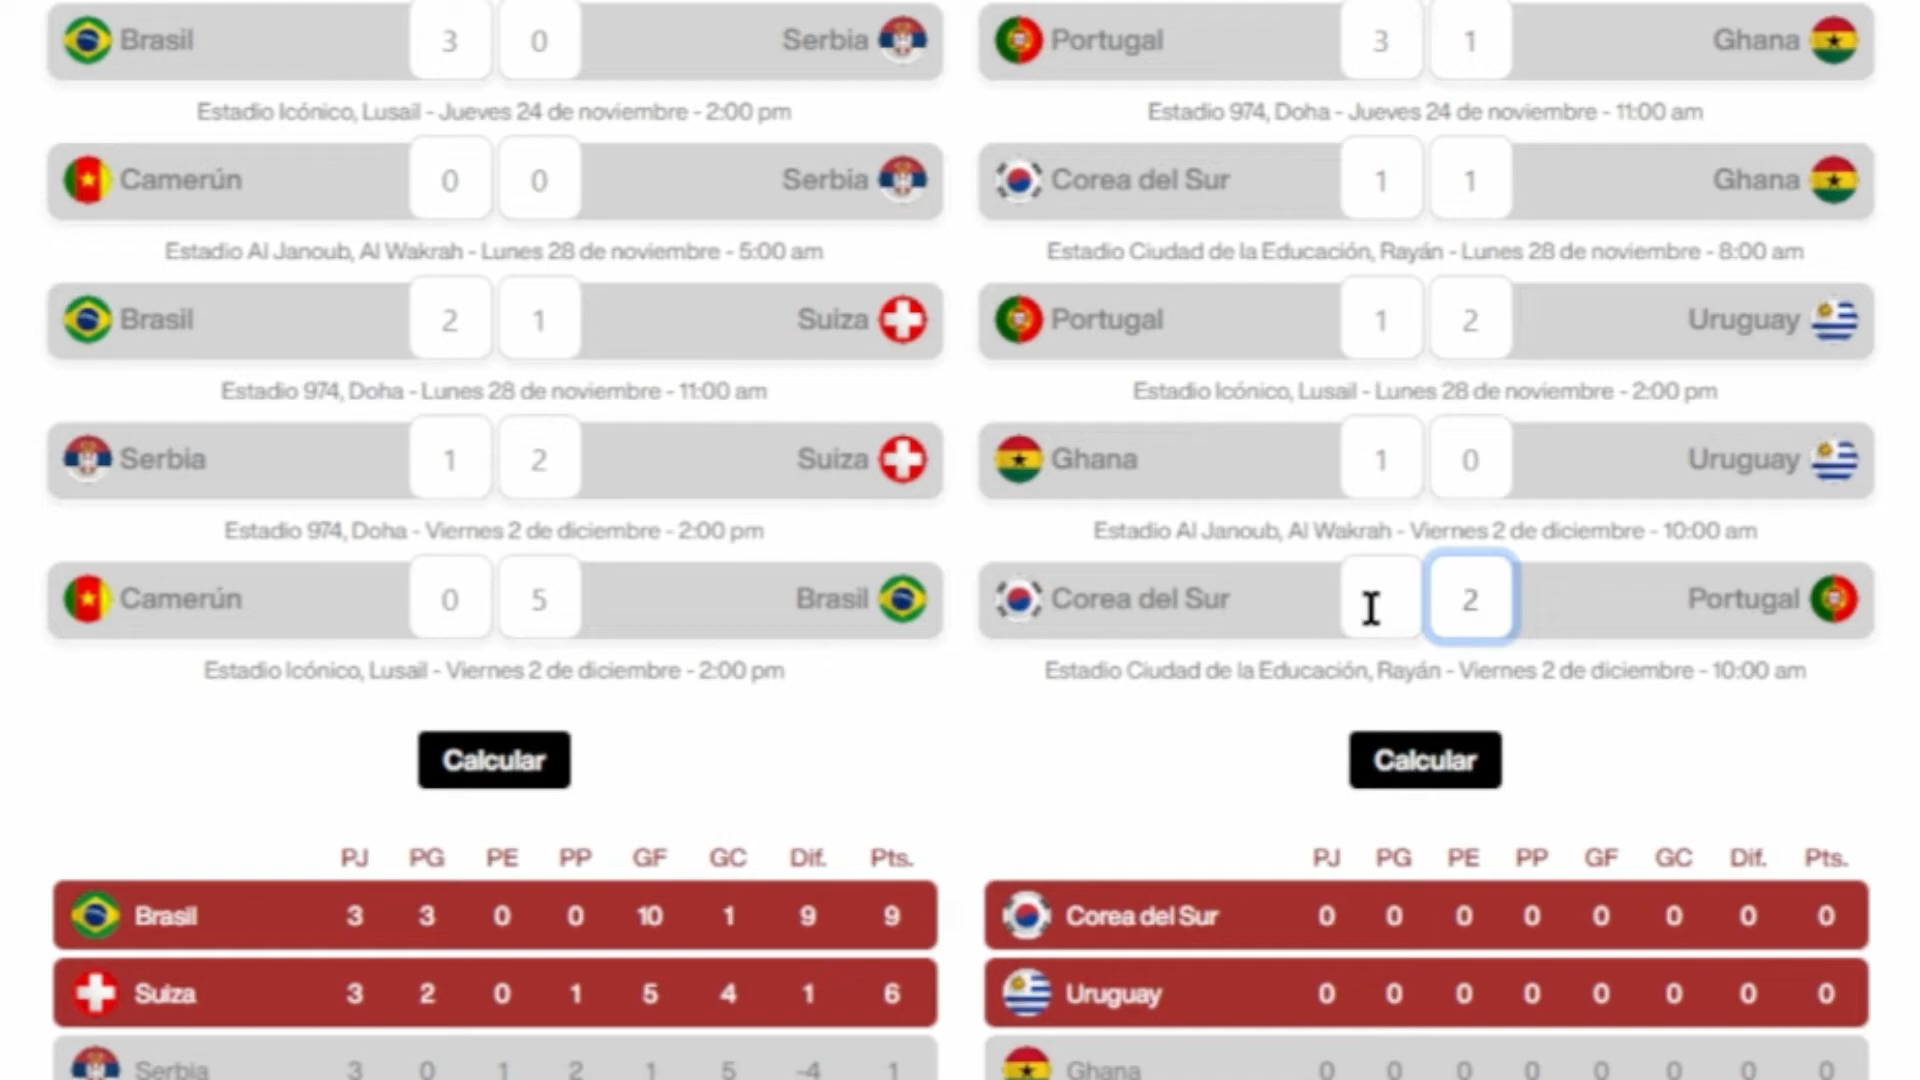 Brasil 3 0 Serbia
Estadio Icónico, Lusail - Jueves 24 de noviembre - 2:00 pm
Camerún 0 0 Serbia
Estadio Al Janoub, Al Wakrah - Lunes 28 de noviembre - 5:00 am
Brasil 2 1 Suiza
Estadio 974, Doha - Lunes 28 de noviembre - 11:00 am
Serbia 1 2 Suiza
Estadio 974, Doha - Viernes 2 de diciembre - 2:00 pm
Camerún 0 5 Brasil
Estadio Icónico, Lusail - Viernes 2 de diciembre - 2:00 pm
Calcular
PJ PG PE PP GF GC Dif. Pts.
Brasil 3 3 0 0 10 1 9 9
Suiza 3 2 0 1 5 4 1 6
Serbia 3 0 1 2 1 5 -4 1
Portugal 3 1 Ghana
Estadio 974, Doha - Jueves 24 de noviembre - 11:00 am
Corea del Sur 1 1 Ghana
Estadio Ciudad de la Educación, Rayán - Lunes 28 de noviembre - 8:00 am
Portugal 1 2 Uruguay
Estadio Icónico, Lusail - Lunes 28 de noviembre - 2:00 pm
Ghana 1 0 Uruguay
Estadio Al Janoub, Al Wakrah - Viernes 2 de diciembre - 10:00 am
Corea del Sur 2 Portugal
Estadio Ciudad de la Educación, Rayán - Viernes 2 de diciembre - 10:00 am
Calcular
PJ PG PE PP GF GC Dif. Pts.
Corea del Sur 0 0 0 0 0 0 0 0
Uruguay 0 0 0 0 0 0 0 0
Ghana 0 0 0 0 0 0 0 0